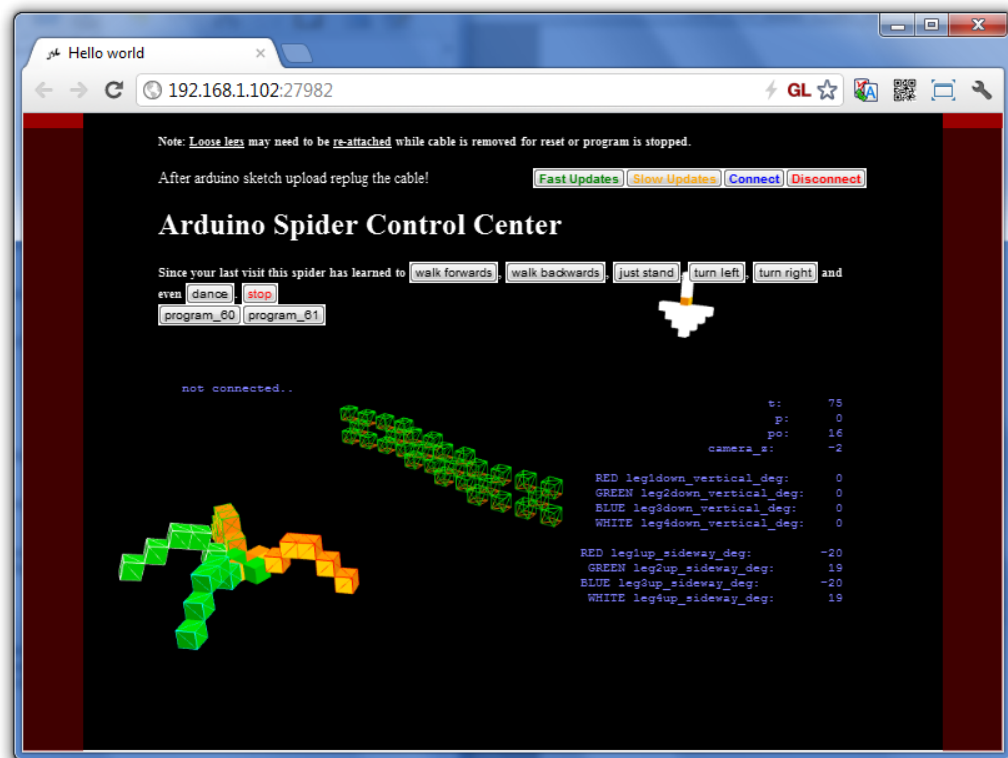 Hello world
192.168.1.102:27982
GL
Note: Loose legs may need to be re-attached while cable is removed for reset or program is stopped.
After arduino sketch upload replug the cable!
Fast Updates Slow Updates Connect Disconnect
Arduino Spider Control Center
Since your last visit this spider has learned to walk forwards, walk backwards, just stand, turn left, turn right and
even dance. stop
program_60 program_61
not connected..
t: 75
p: 0
po: 16
camera_z: -2
RED leg1down_vertical_deg: 0
GREEN leg2down_vertical_deg: 0
BLUE leg3down_vertical_deg: 0
WHITE leg4down_vertical_deg: 0
RED leg1up_sideway_deg: -20
GREEN leg2up_sideway_deg: 19
BLUE leg3up_sideway_deg: -20
WHITE leg4up_sideway_deg: 19